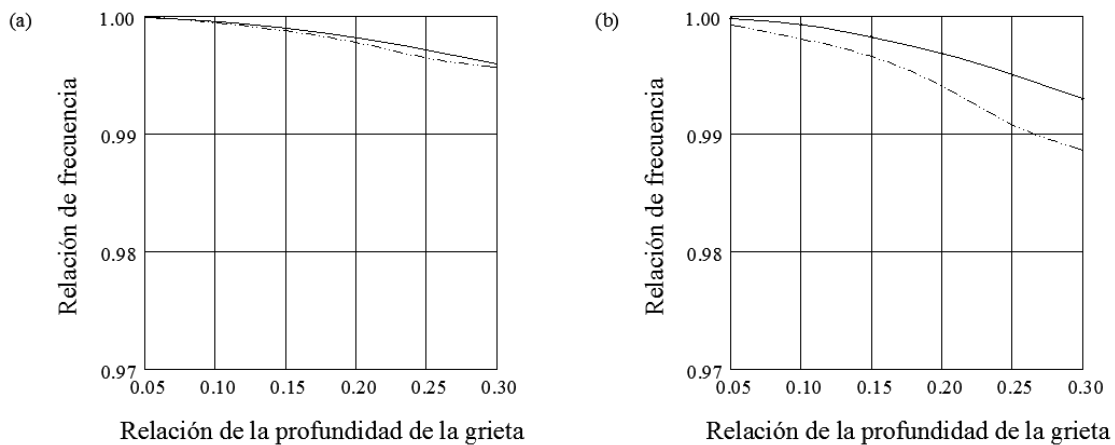 (a)
1.00
0.99
0.98
0.97
Relación de frecuencia
0.05 0.10 0.15 0.20 0.25 0.30
Relación de la profundidad de la grieta
(b)
1.00
0.99
0.98
0.97
Relación de frecuencia
0.05 0.10 0.15 0.20 0.25 0.30
Relación de la profundidad de la grieta